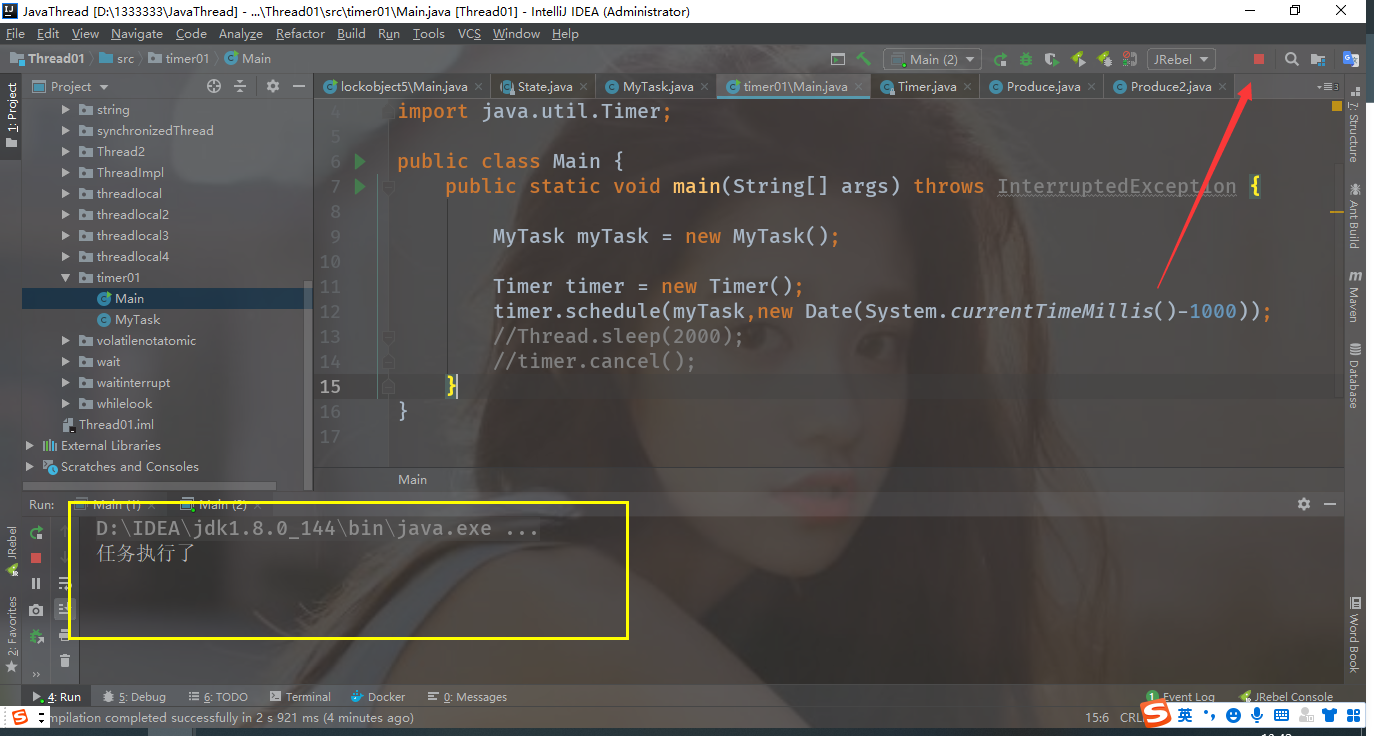 JavaThread [D:\1333333\JavaThread] - ...\Thread01\src\timer01\Main.java [Thread01] - IntelliJ IDEA (Administrator)
File Edit View Navigate Code Analyze Refactor Build Run Tools VCS Window Help
Thread01 src timer01 Main Main (2) JRebel
Project lockobject5\Main.java State.java MyTask.java timer01\Main.java Timer.java Produce.java Produce2.java
1: Project
string
synchronizedThread
Thread2
ThreadImpl
threadlocal
threadlocal2
threadlocal3
threadlocal4
timer01
Main
MyTask
volatilenotatomic
wait
waitinterrupt
whilelook
Thread01.iml
External Libraries
Scratches and Consoles
4 import java.util.Timer;
5
6 public class Main {
7 public static void main(String[] args) throws InterruptedException {
8
9 MyTask myTask = new MyTask();
10
11 Timer timer = new Timer();
12 timer.schedule(myTask,new Date(System.currentTimeMillis()-1000));
13 //Thread.sleep(2000);
14 //timer.cancel();
15 }
16 }
17
Main
7: Structure
Ant Build
Maven
Database
Word Book
Run: Main (1) Main (2)
D:\IDEA\jdk1.8.0_144\bin\java.exe ...
任务执行了
JRebel
2: Favorites
4: Run 5: Debug 6: TODO Terminal Docker 0: Messages 1 Event Log JRebel Console
mpilation completed successfully in 2 s 921 ms (4 minutes ago) 15:6 CRL
英